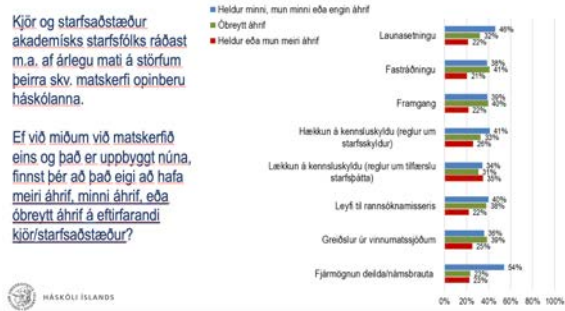 Kjör og starfsaðstæður
akademísks starfsfólks ráðast
m.a. af árlegu mati á störfum
þeirra skv. matskerfi opinberu
háskólanna.
Ef við miðum við matskerfið
eins og það er uppbyggt núna,
finnst þér að það eigi að hafa
meiri áhrif, minni áhrif, eða
óbreytt áhrif á eftirfarandi
kjör/starfsaðstæður?
HÁSKÓLI ÍSLANDS
Heldur minni, mun minni eða engin áhrif
Óbreytt áhrif
Heldur eða mun meiri áhrif
Launasetningu
46%
32%
22%
Fastráðningu
38%
41%
21%
Framgang
39%
40%
22%
Hækkun á kennsluskyldu (reglur um
starfsskyldur)
41%
33%
26%
Lækkun á kennsluskyldu (reglur um tilfærslu
starfsþátta)
34%
31%
35%
Leyfi til rannsóknamisseris
40%
38%
22%
Greiðslur úr vinnumatssjóðum
36%
39%
25%
Fjármögnun deilda/námsbrauta
54%
23%
23%
0% 20% 40% 60% 80% 100%